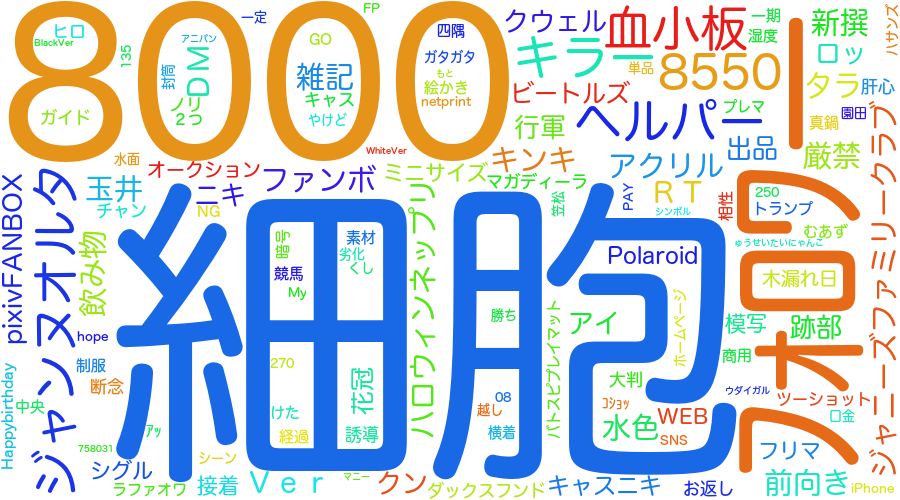 8000
細胞
フォロワー
血小板
キラー
8550
ヘルパー
新撰
ロッ
タラ
肝心
一期
湿度
ハサンズ
クウェル
四隅
ガタガタ
もと
絵かき
netprint
単品
ビートルズ
行軍
プレマ
真鍋
園田
厳禁
出品
アクリル
ＲＴ
キンキ
マガディーラ
ミニサイズ
ファンボ
オークション
ニキ
NG
玉井
チャン
水面
ガイド
ヒロ
BlackVer
135
アニバン
一定
封筒
ＤＭ
ノリ
２つ
FP
GO
雑記
キャス
やけど
WhiteVer
pixivFANBOX
ジャンヌオルタ
飲み物
hope
制服
断念
Happybirthday
中央
758031
アッ
シグル
ラファオワ
接着
シーン
Ｖｅｒ
マニー
クン
ダックスフンド
キャスニキ
お返し
暗号
素材
劣化
くし
競馬
My
270
花冠
けた
経過
誘導
ハロウィンネップリ
勝ち
08
越し
横着
バトスピプレイマット
笠松
PAY
シンボル
相性
250
トランプ
むあず
ゅうせいたいにゃんこ
Polaroid
木漏れ日
アイ
ホームページ
模写
跡部
商用
大判
ｺｼｮｯ
水色
WEB
SNS
ウダイガル
ツーショット
口金
フリマ
前向き
iPhone
ジャニーズファミリークラブ